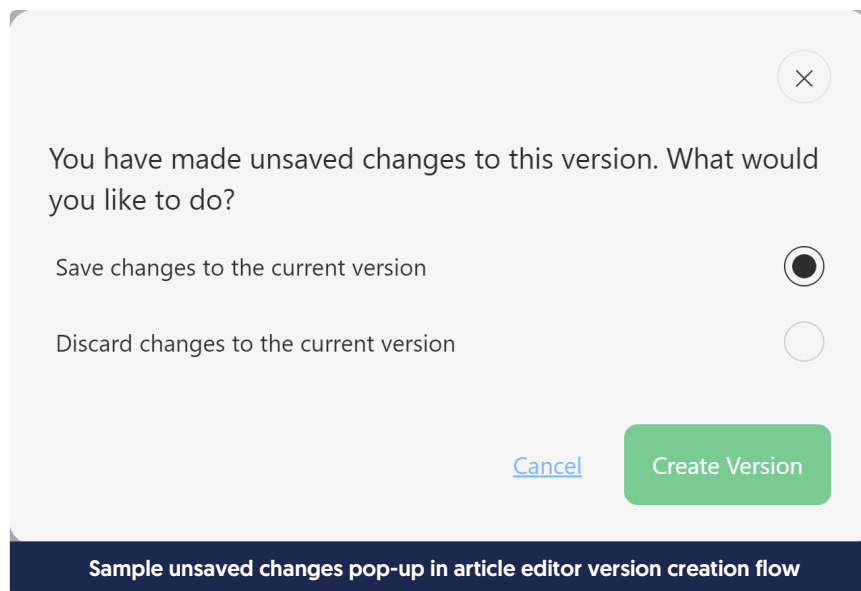 You have made unsaved changes to this version. What would
you like to do?
Save changes to the current version
Discard changes to the current version
Cancel
Create Version
Sample unsaved changes pop-up in article editor version creation flow